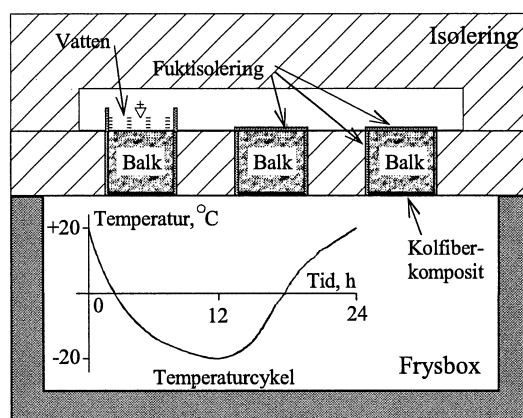 Isolering
Vatten
Fuktisolering
Balk
Balk
Balk
+20
Temperatur, °C
Kolfiber-
komposit
Tid, h
0
12
24
-20
Temperaturcykel
Frysbox